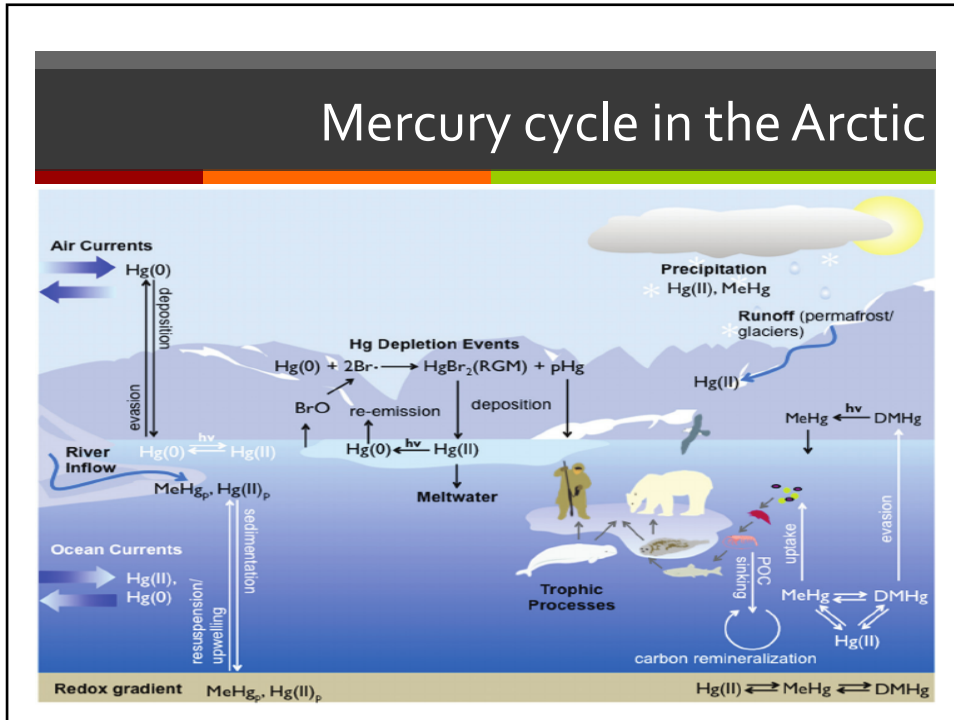 Mercury cycle in the Arctic
Air Currents
Hg(0)
deposition
evasion
Precipitation
Hg(II), MeHg
Runoff (permafrost/
glaciers)
Hg(II)
Hg Depletion Events
Hg(0) + 2Br· → HgBr₂(RGM) + pHg
BrO
re-emission
deposition
Hg(0) ← hv Hg(II)
Meltwater
MeHg ← hv DMHg
River
Inflow
Hg(0) hv ⇌ Hg(II)
MeHgₚ, Hg(II)ₚ
sedimentation
resuspension/
upwelling
Ocean Currents
Hg(II),
Hg(0)
Trophic
Processes
POC
sinking
uptake
evasion
MeHg ⇌ DMHg
Hg(II)
carbon remineralization
Redox gradient
MeHgₚ, Hg(II)ₚ
Hg(II) ⇌ MeHg ⇌ DMHg